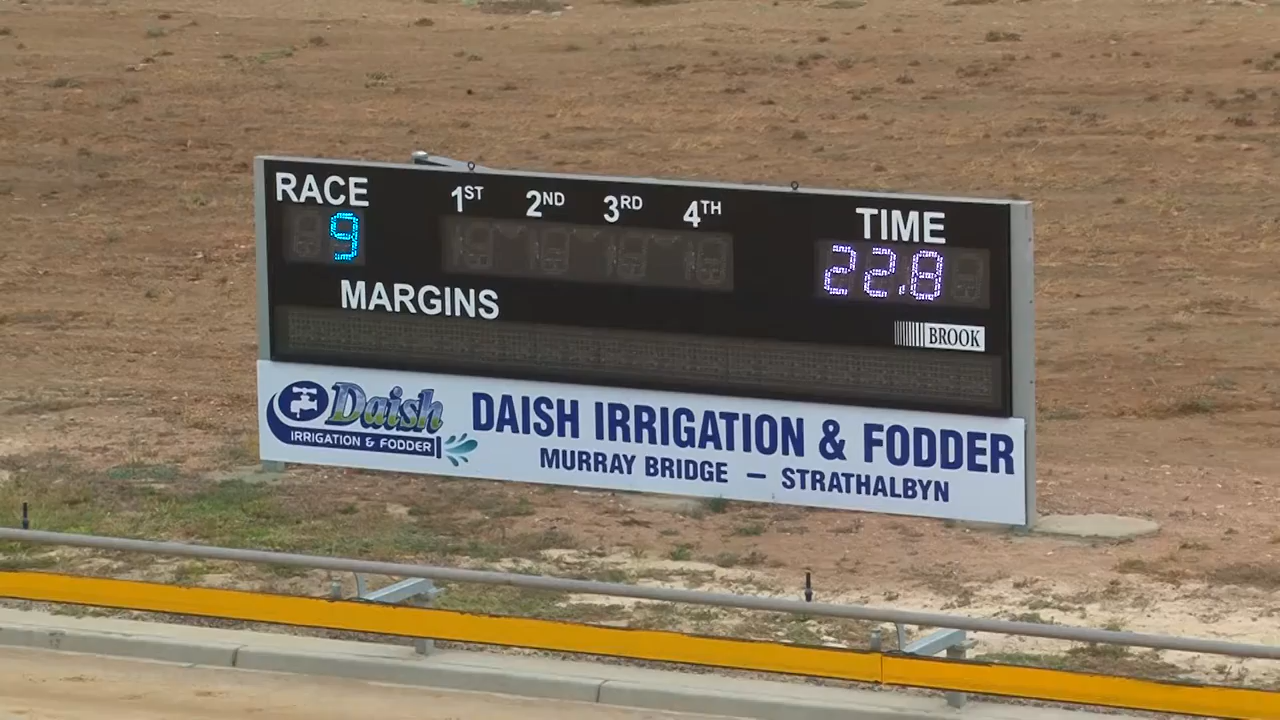 RACE 1ST 2ND 3RD 4TH TIME
9 22.8
MARGINS
BROOK
Daish
IRRIGATION & FODDER
DAISH IRRIGATION & FODDER
MURRAY BRIDGE — STRATHALBYN